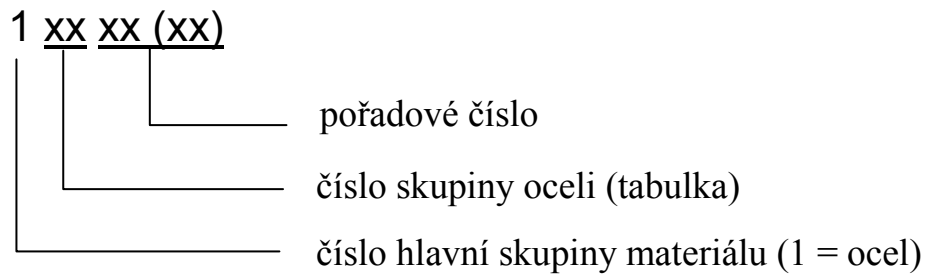 1 xx xx (xx)
pořadové číslo
číslo skupiny oceli (tabulka)
číslo hlavní skupiny materiálu (1 = ocel)